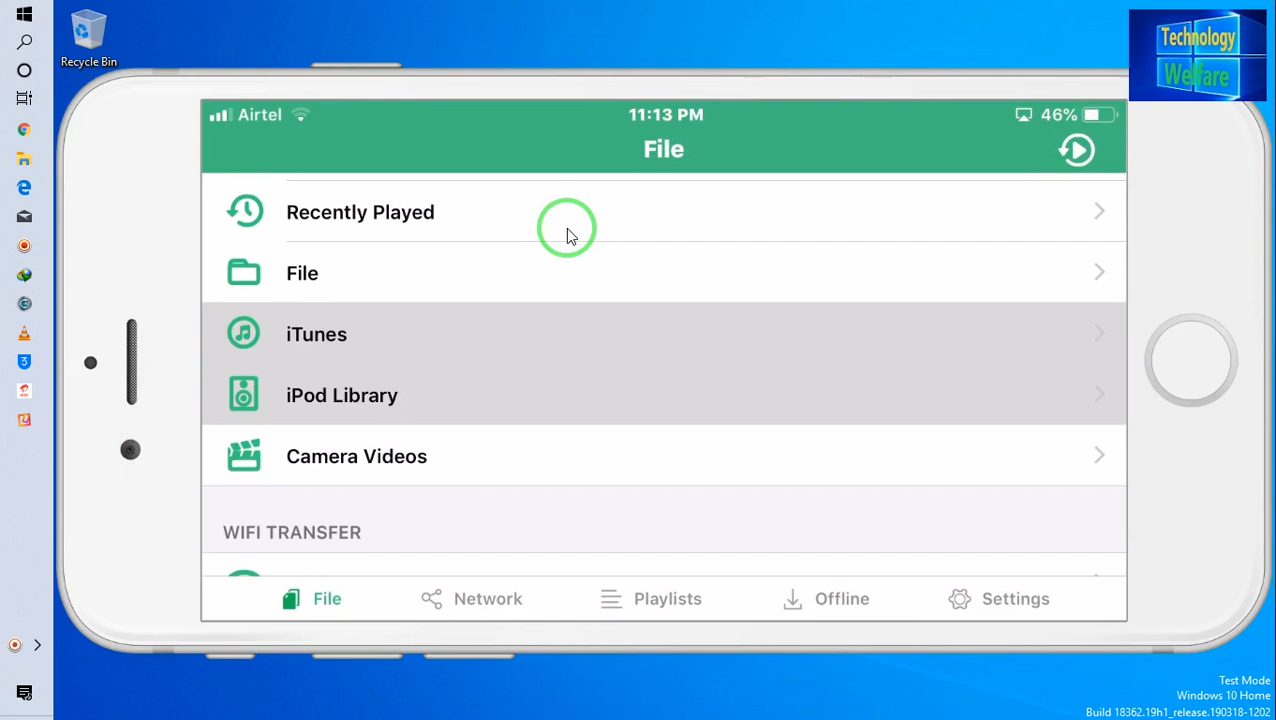 Recycle Bin
Technology
Welfare
Airtel
11:13 PM
46%
File
Recently Played
File
iTunes
iPod Library
Camera Videos
WIFI TRANSFER
File
Network
Playlists
Offline
Settings
Test Mode
Windows 10 Home
Build 18362.19h1_release.190318-1202